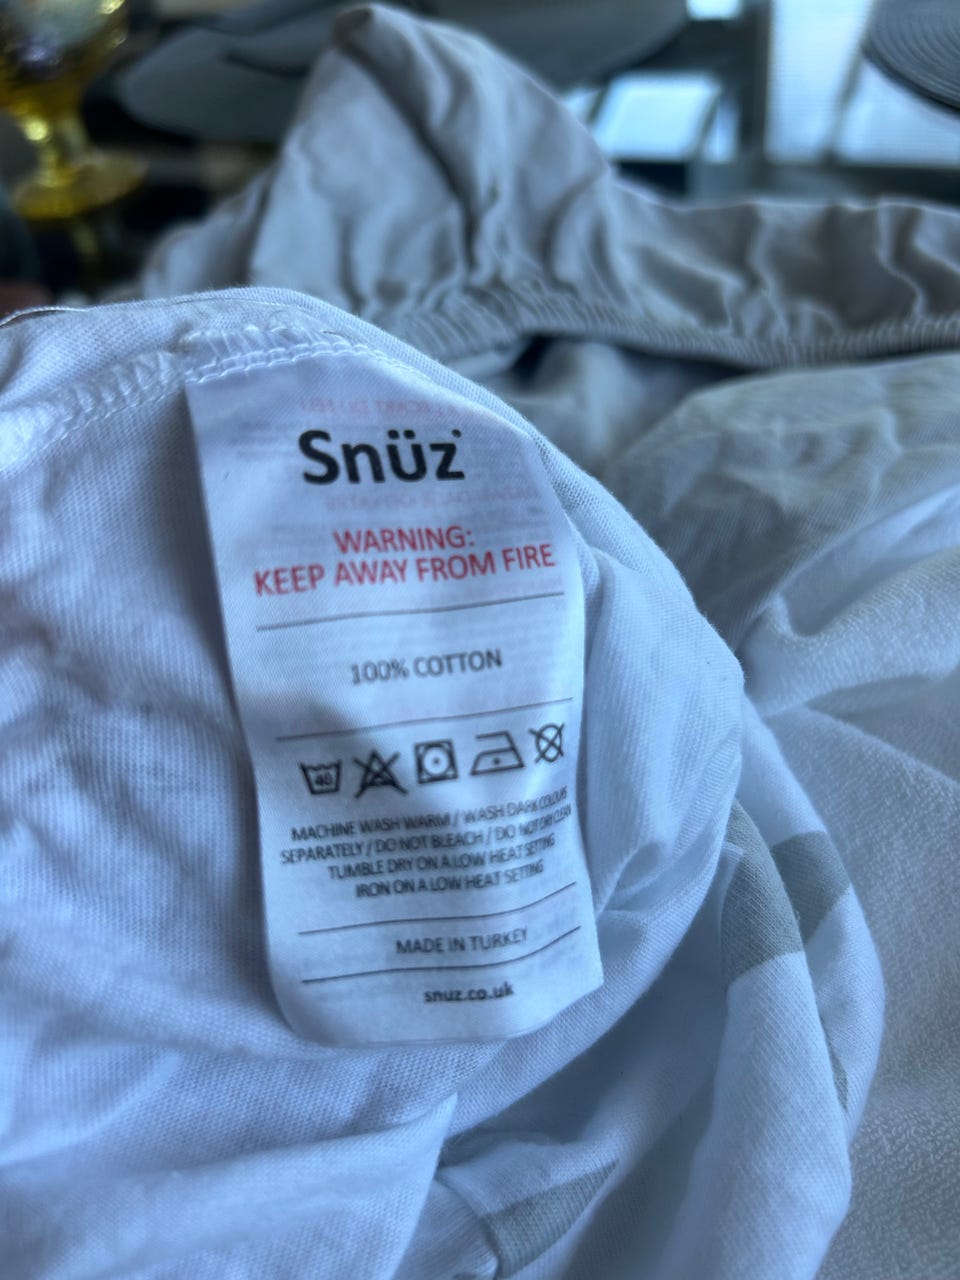 Snüz
WARNING:
KEEP AWAY FROM FIRE
100% COTTON
40
MACHINE WASH WARM / WASH DARK COLOURS
SEPARATELY / DO NOT BLEACH / DO NOT DRY CLEAN
TUMBLE DRY ON A LOW HEAT SETTING
IRON ON A LOW HEAT SETTING
MADE IN TURKEY
snuz.co.uk